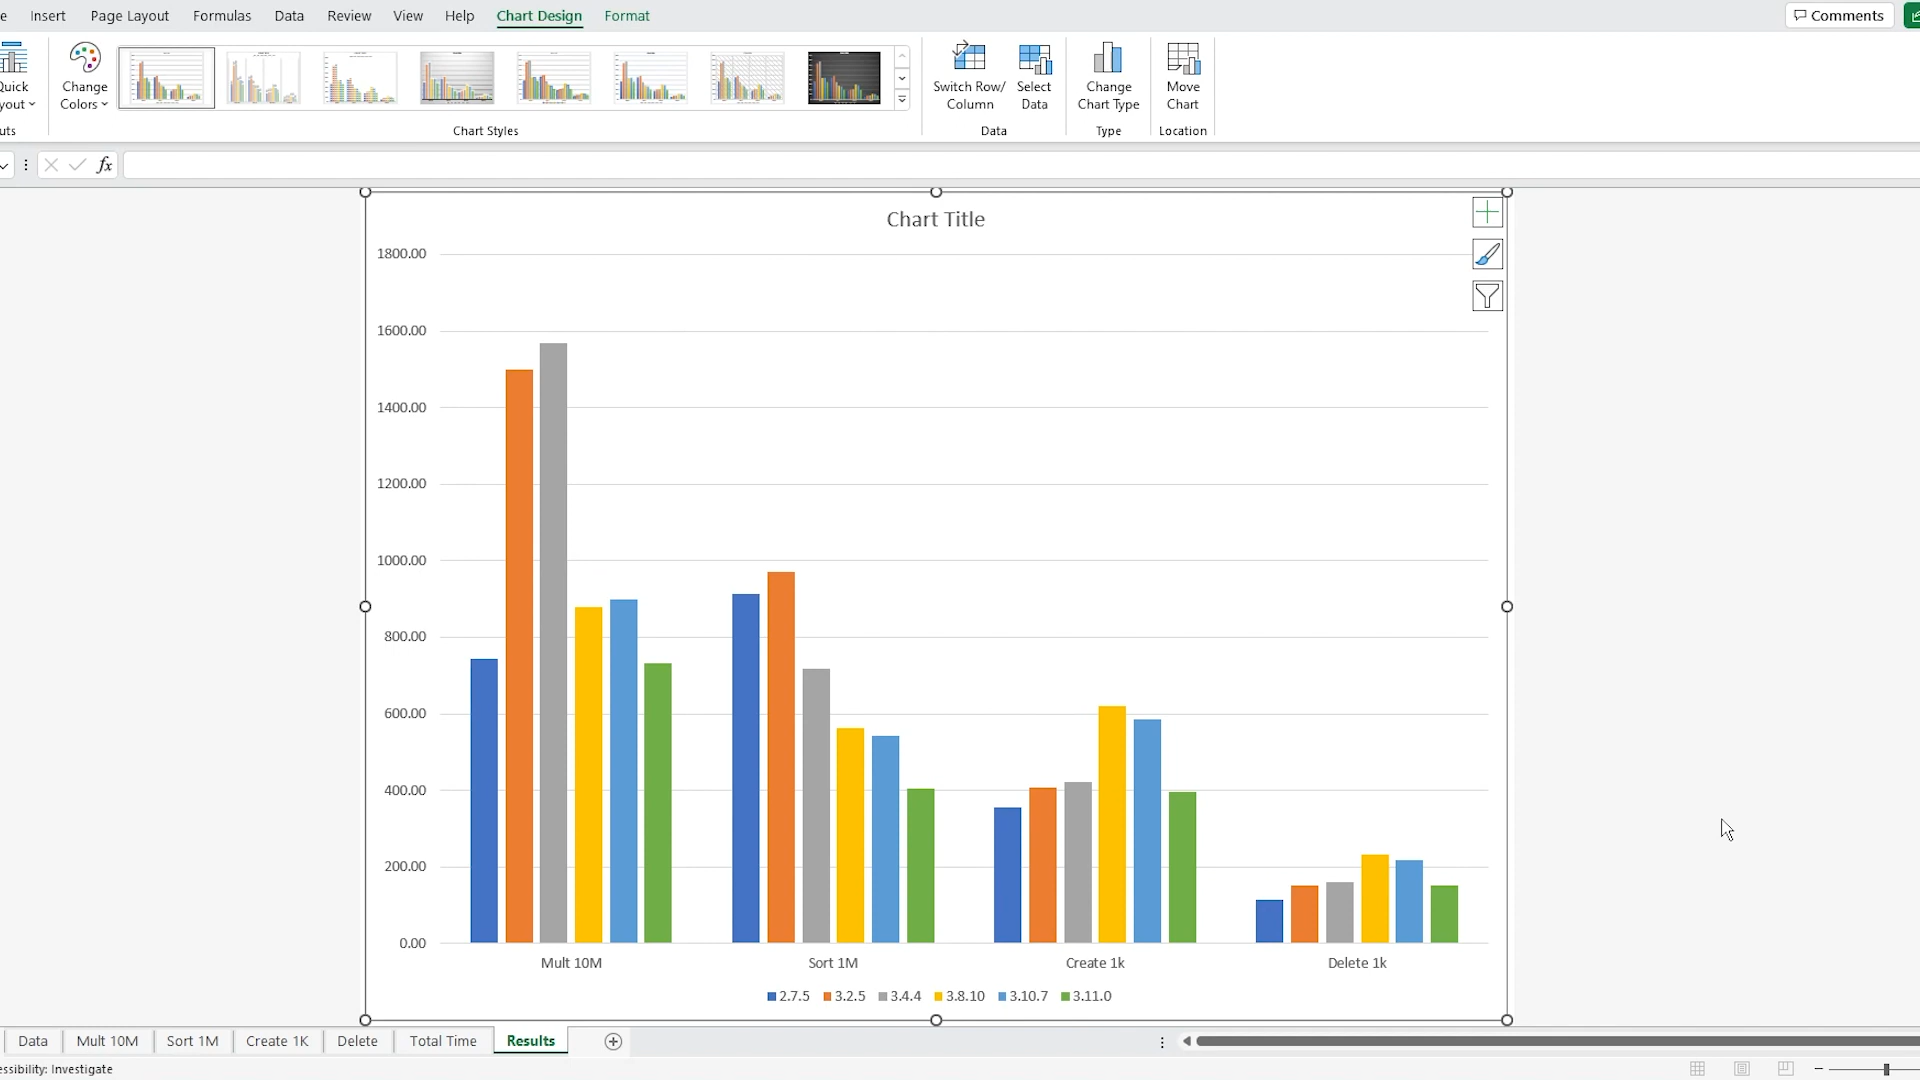 e Insert Page Layout Formulas Data Review View Help Chart Design Format Comments
Quick
yout
Change
Colors
Switch Row/
Column
Select
Data
Change
Chart Type
Move
Chart
uts Chart Styles Data Type Location
fx
Chart Title
1800.00
1600.00
1400.00
1200.00
1000.00
800.00
600.00
400.00
200.00
0.00
Mult 10M Sort 1M Create 1k Delete 1k
2.7.5 3.2.5 3.4.4 3.8.10 3.10.7 3.11.0
Data Mult 10M Sort 1M Create 1K Delete Total Time Results
essibility: Investigate